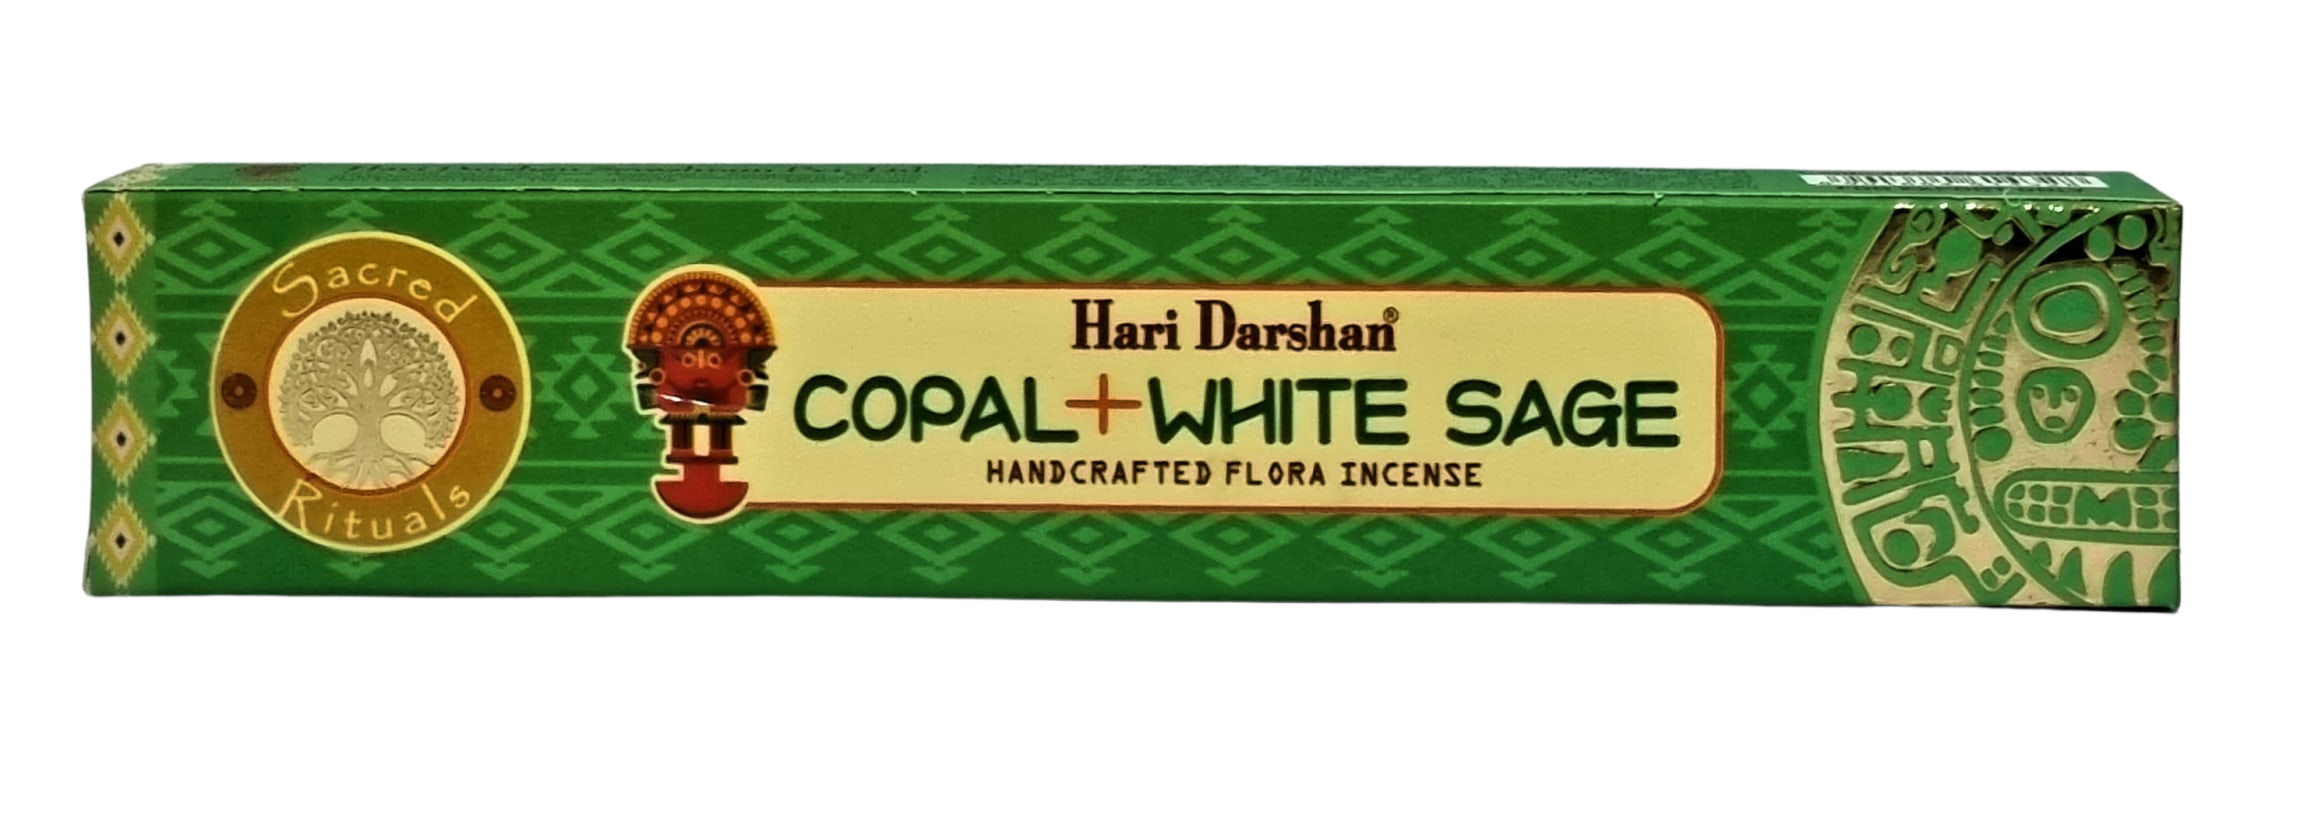 Sacred
Rituals
Hari Darshan®
COPAL+WHITE SAGE
HANDCRAFTED FLORA INCENSE